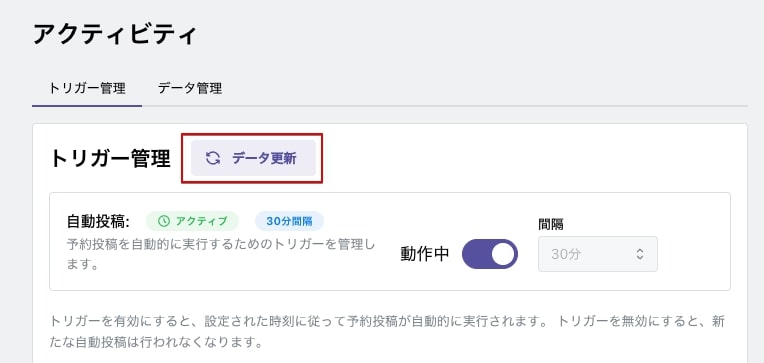 アクティビティ
トリガー管理 データ管理
トリガー管理 データ更新
自動投稿: アクティブ 30分間隔
予約投稿を自動的に実行するためのトリガーを管理し
ます。
動作中
間隔
30分
トリガーを有効にすると、設定された時刻に従って予約投稿が自動的に実行されます。 トリガーを無効にすると、新
たな自動投稿は行われなくなります。